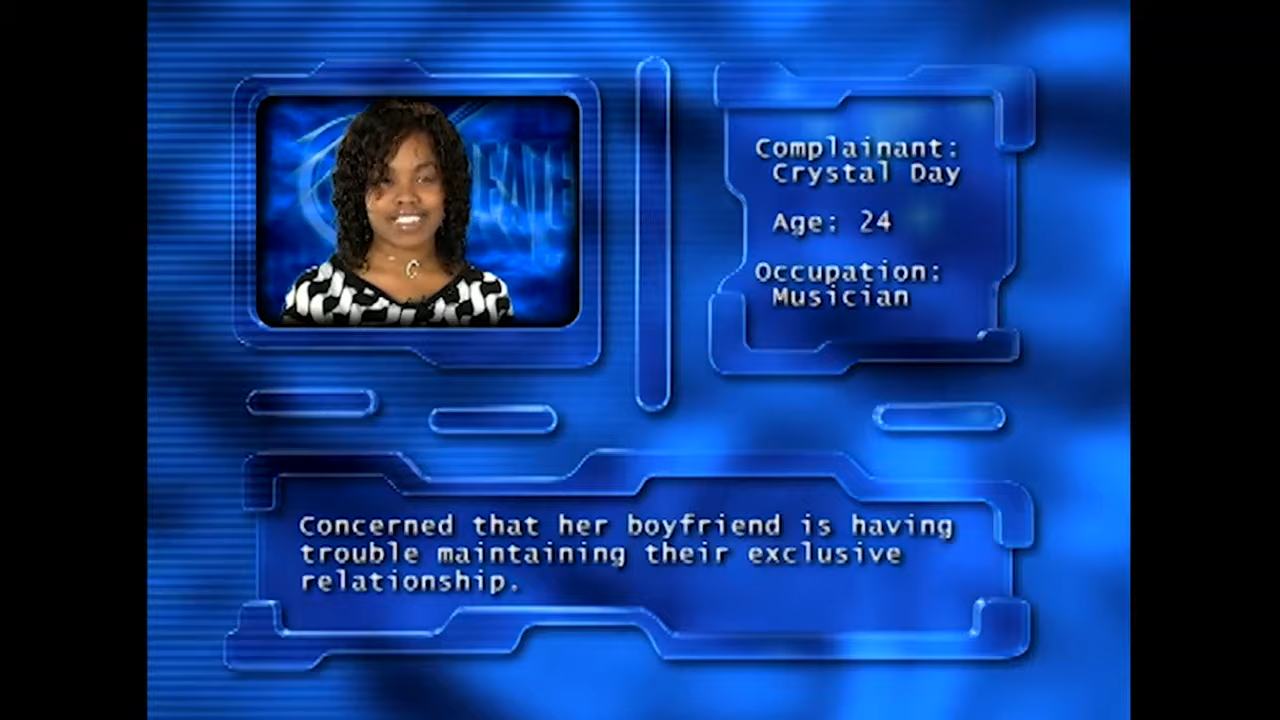 Complainant:
Crystal Day
Age: 24
Occupation:
Musician
Concerned that her boyfriend is having
trouble maintaining their exclusive
relationship.